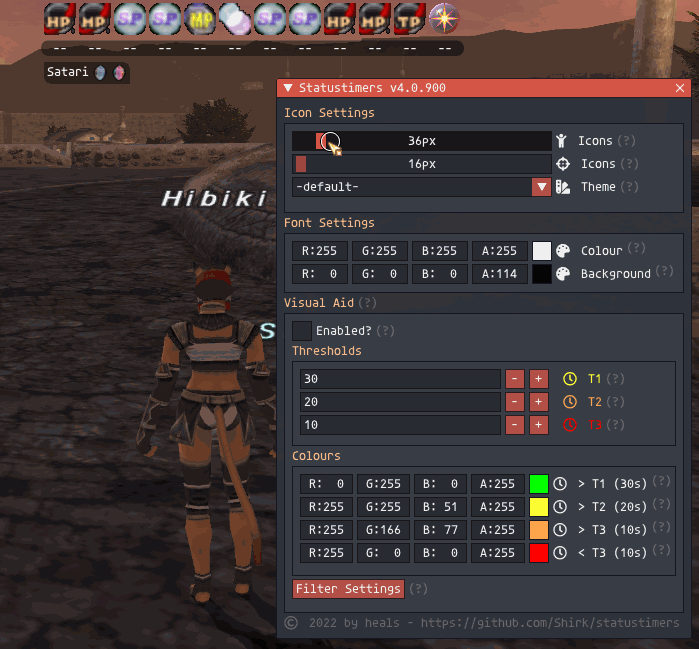 HP HP SP SP MP SP SP HP MP TP
-- -- -- -- -- -- -- -- -- -- -- --
Satari
Statustimers v4.0.900
Icon Settings
36px Icons (?)
16px Icons (?)
-default- Theme (?)
Hibiki
Font Settings
R:255 G:255 B:255 A:255 Colour (?)
R: 0 G: 0 B: 0 A:114 Background (?)
Visual Aid (?)
S
Enabled? (?)
Thresholds
30 - + T1 (?)
20 - + T2 (?)
10 - + T3 (?)
Colours
R: 0 G:255 B: 0 A:255 > T1 (30s) (?)
R:255 G:255 B: 51 A:255 > T2 (20s) (?)
R:255 G:166 B: 77 A:255 > T3 (10s) (?)
R:255 G: 0 B: 0 A:255 < T3 (10s) (?)
Filter Settings (?)
© 2022 by heals - https://github.com/Shirk/statustimers